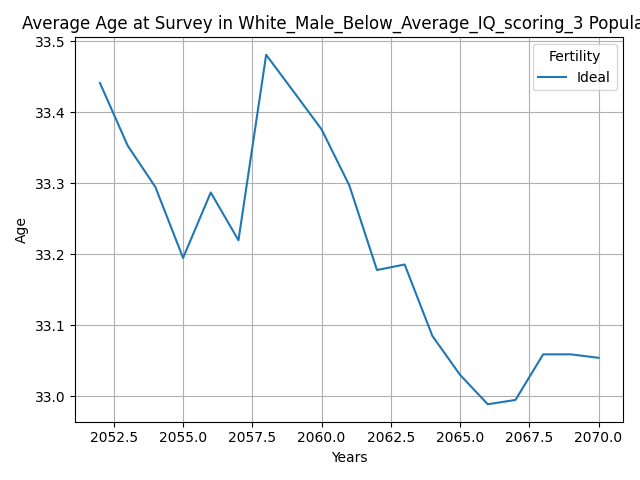 Average Age at Survey in White_Male_Below_Average_IQ_scoring_3 Popula
33.5
33.4
33.3
33.2
33.1
33.0
Age
Fertility
Ideal
2052.5 2055.0 2057.5 2060.0 2062.5 2065.0 2067.5 2070.0
Years